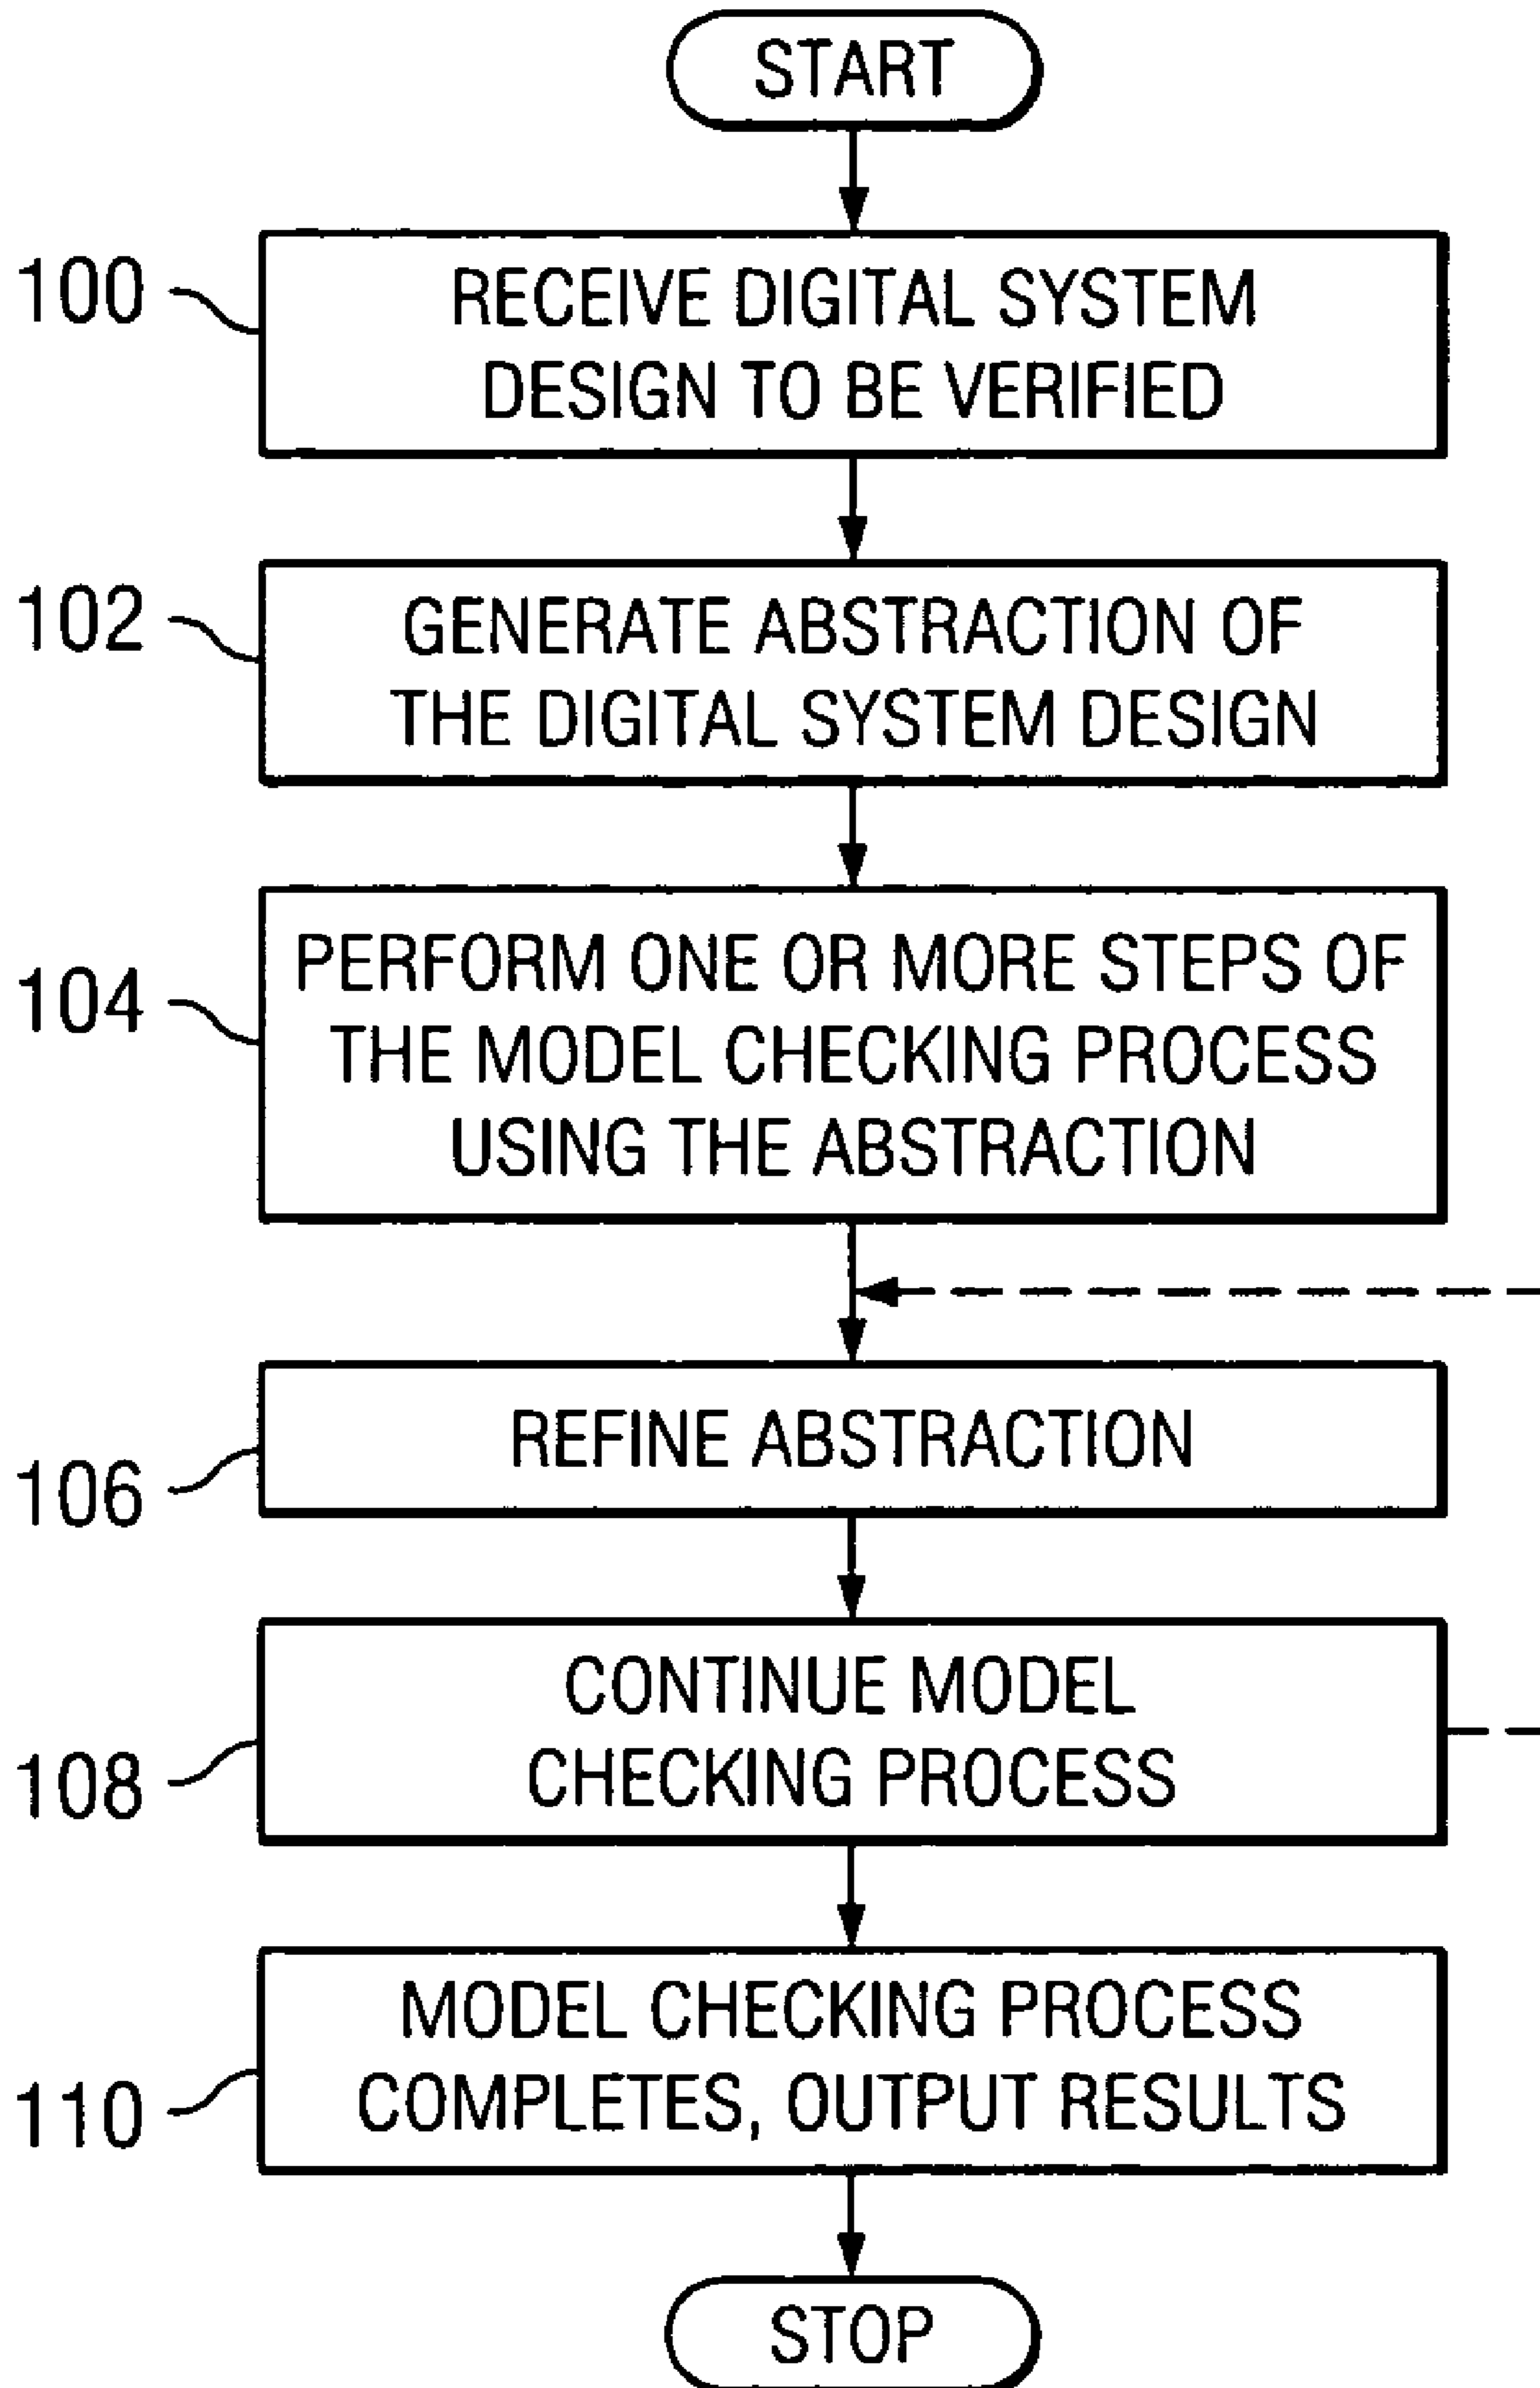 START
100
RECEIVE DIGITAL SYSTEM
DESIGN TO BE VERIFIED
102
GENERATE ABSTRACTION OF
THE DIGITAL SYSTEM DESIGN
104
PERFORM ONE OR MORE STEPS OF
THE MODEL CHECKING PROCESS
USING THE ABSTRACTION
106
REFINE ABSTRACTION
108
CONTINUE MODEL
CHECKING PROCESS
110
MODEL CHECKING PROCESS
COMPLETES, OUTPUT RESULTS
STOP